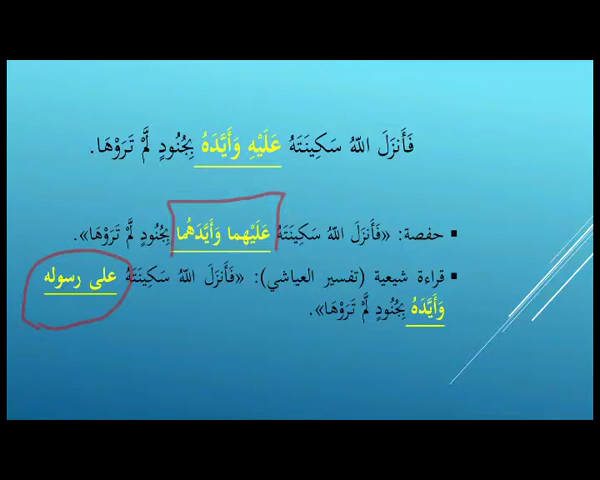 فَأَنزَلَ اللّهُ سَكِينَتَهُ عَلَيْهِ وَأَيَّدَهُ بِجُنُودٍ لَّمْ تَرَوْهَا.
▪ حفصة: «فَأَنزَلَ اللّهُ سَكِينَتَهُ عَلَيْهِما وَأَيَّدَهُما بِجُنُودٍ لَّمْ تَرَوْهَا».
▪ قراءة شيعية (تفسير العياشي): «فَأَنزَلَ اللّهُ سَكِينَتَهُ على رسوله
وَأَيَّدَهُ بِجُنُودٍ لَّمْ تَرَوْهَا».